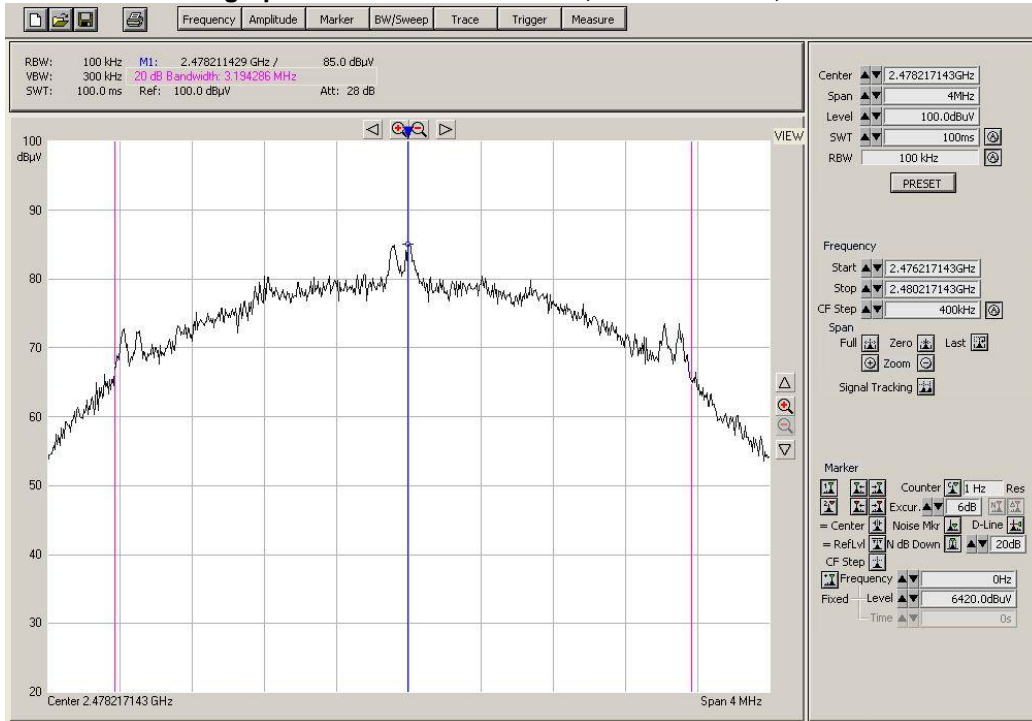 Frequency Amplitude Marker BW/Sweep Trace Trigger Measure
RBW: 100 kHz M1: 2.478211429 GHz / 85.0 dBµV
VBW: 300 kHz 20 dB Bandwidth: 3.194286 MHz
SWT: 100.0 ms Ref: 100.0 dBµV Att: 28 dB
VIEW
100
dBµV
90
80
70
60
50
40
30
20
Center 2.478217143 GHz Span 4 MHz
Center 2.478217143GHz
Span 4MHz
Level 100.0dBuV
SWT 100ms
RBW 100 kHz
PRESET
Frequency
Start 2.476217143GHz
Stop 2.480217143GHz
CF Step 400kHz
Span
Full Zero Last
Zoom
Signal Tracking
Marker
Counter 1 Hz Res
Excur. 6dB
= Center Noise Mkr D-Line
= RefLvl N dB Down 20dB
CF Step
Frequency 0Hz
Fixed Level 6420.0dBuV
Time 0s